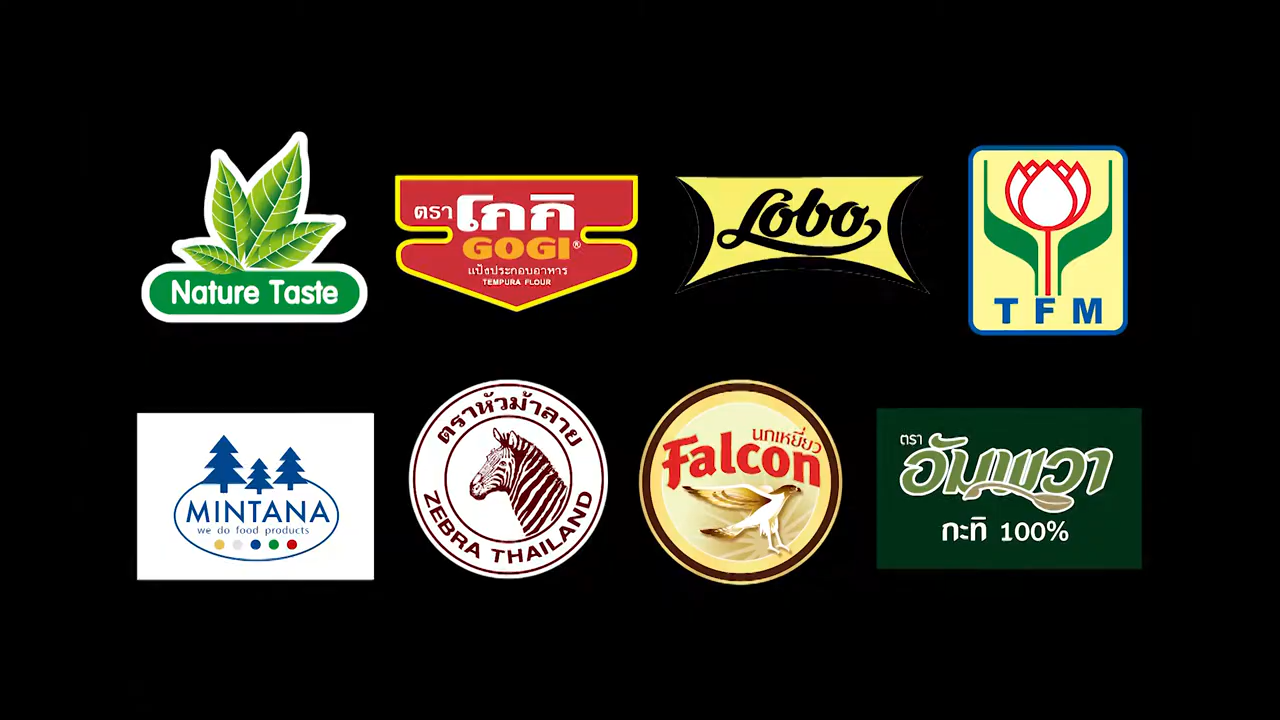 Nature Taste
ตรา โกกิ
GOGI®
แป้งประกอบอาหาร
TEMPURA FLOUR
Lobo
TFM
MINTANA
we do food products
ตราหัวม้าลาย
ZEBRA THAILAND
นกเหยี่ยว
Falcon
ตรา
อัมพวา
กะทิ 100%